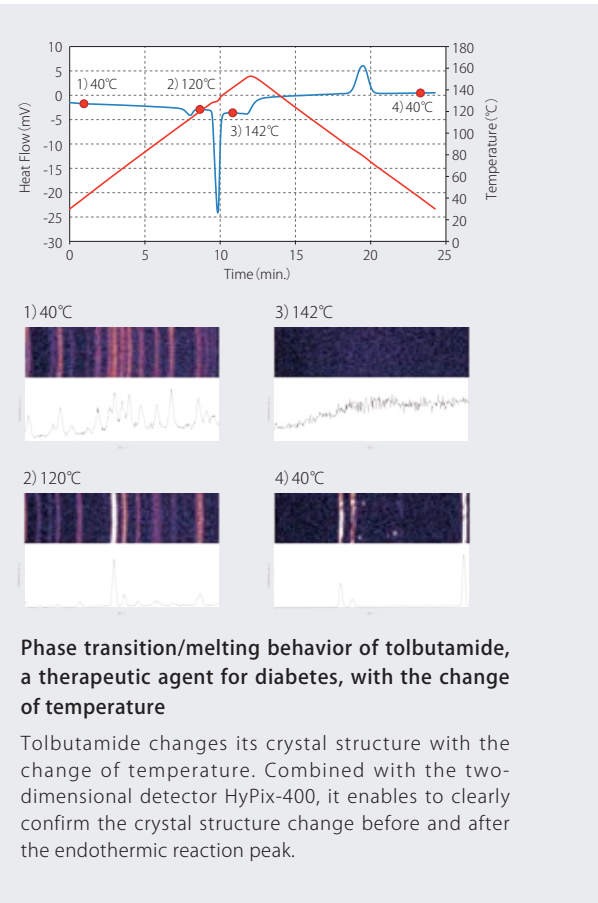 10
5
0
-5
-10
-15
-20
-25
-30
Heat Flow (mV)
1) 40℃
2) 120℃
3) 142℃
4) 40℃
180
160
140
120
100
80
60
40
20
0
Temperature (℃)
0 5 10 15 20 25
Time (min.)
1) 40℃
3) 142℃
2) 120℃
4) 40℃
Phase transition/melting behavior of tolbutamide,
a therapeutic agent for diabetes, with the change
of temperature
Tolbutamide changes its crystal structure with the
change of temperature. Combined with the two-
dimensional detector HyPix-400, it enables to clearly
confirm the crystal structure change before and after
the endothermic reaction peak.